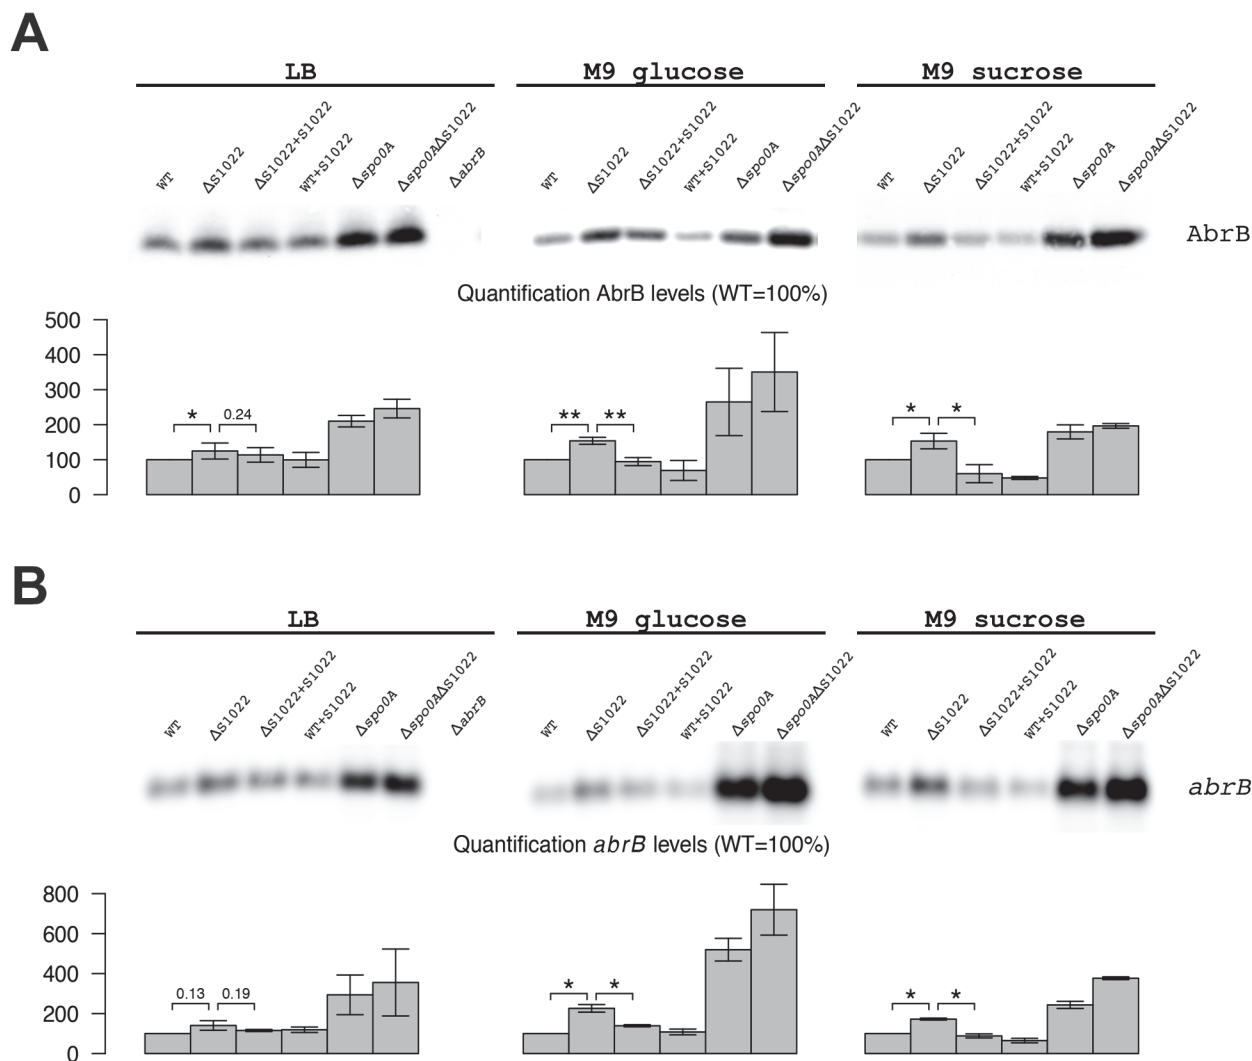 A
LB M9 glucose M9 sucrose
WT ΔS1022 ΔS1022+S1022 WT+S1022 Δspo0A Δspo0AΔS1022 ΔabrB WT ΔS1022 ΔS1022+S1022 WT+S1022 Δspo0A Δspo0AΔS1022 WT ΔS1022 ΔS1022+S1022 WT+S1022 Δspo0A Δspo0AΔS1022
AbrB
Quantification AbrB levels (WT=100%)
500
400
300
200
100
0
* 0.24 ** ** * *
B
LB M9 glucose M9 sucrose
WT ΔS1022 ΔS1022+S1022 WT+S1022 Δspo0A Δspo0AΔS1022 ΔabrB WT ΔS1022 ΔS1022+S1022 WT+S1022 Δspo0A Δspo0AΔS1022 WT ΔS1022 ΔS1022+S1022 WT+S1022 Δspo0A Δspo0AΔS1022
abrB
Quantification abrB levels (WT=100%)
800
600
400
200
0
0.13 0.19 * * * *